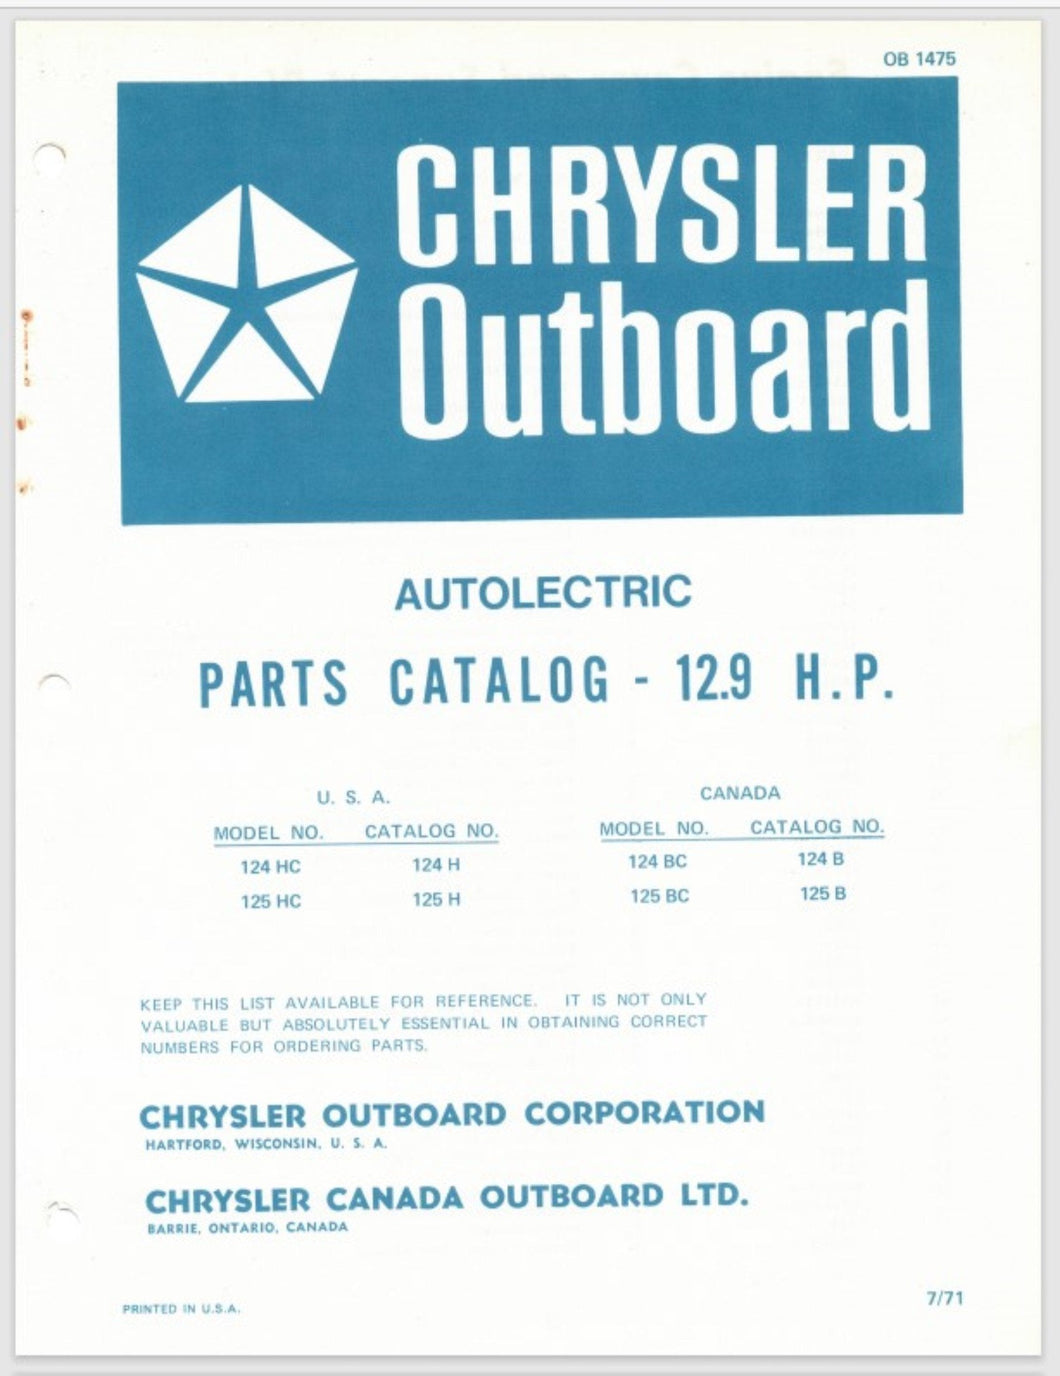 OB 1475
CHRYSLER
Outboard
AUTOLECTRIC
PARTS CATALOG - 12.9 H.P.
U. S. A.
MODEL NO. CATALOG NO.
124 HC 124 H
125 HC 125 H
CANADA
MODEL NO. CATALOG NO.
124 BC 124 B
125 BC 125 B
KEEP THIS LIST AVAILABLE FOR REFERENCE. IT IS NOT ONLY
VALUABLE BUT ABSOLUTELY ESSENTIAL IN OBTAINING CORRECT
NUMBERS FOR ORDERING PARTS.
CHRYSLER OUTBOARD CORPORATION
HARTFORD, WISCONSIN, U. S. A.
CHRYSLER CANADA OUTBOARD LTD.
BARRIE, ONTARIO, CANADA
PRINTED IN U.S.A.
7/71